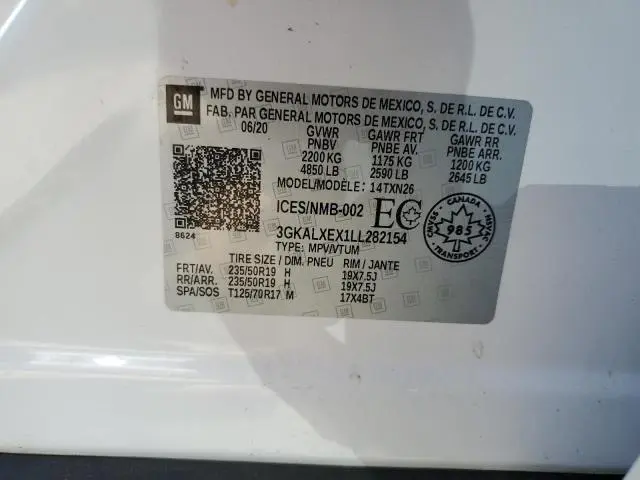 GM
MFD BY GENERAL MOTORS DE MEXICO, S. DE R.L. DE C.V.
FAB. PAR GENERAL MOTORS DE MEXICO, S. DE R.L. DE C.V.
06/20 GVWR GAWR FRT GAWR RR
PNBV PNBE AV. PNBE ARR.
2200 KG 1175 KG 1200 KG
4850 LB 2590 LB 2645 LB
MODEL/MODÈLE: 14TXN26
ICES/NMB-002 EC
CANADA
CMVSS 985 NSVAC
TRANSPORT
8624
3GKALXEX1LL282154
TYPE: MPV/VTUM
TIRE SIZE / DIM. PNEU RIM / JANTE
FRT/AV. 235/50R19 H 19X7.5J
RR/ARR. 235/50R19 H 19X7.5J
SPA/SOS T125/70R17 M 17X4BT